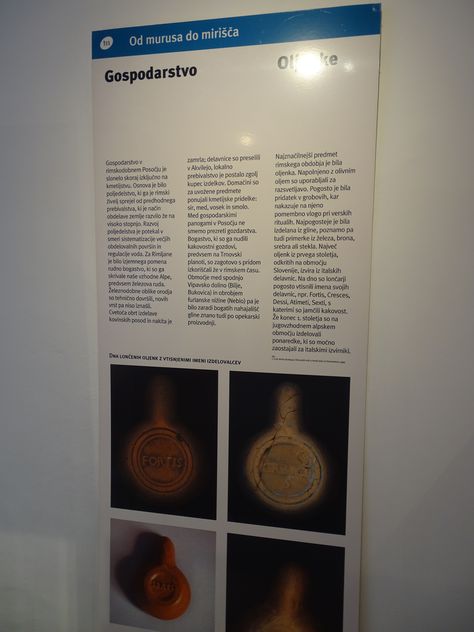 T15
Od murusa do mirišča
Gospodarstvo
Oljenke
Gospodarstvo v
rimskodobnem Posočju je
slonelo skoraj izključno na
kmetijstvu. Osnova je bilo
poljedelstvo, ki ga je rimski
živelj sprejel od predhodnega
prebivalstva, ki je način
obdelave zemlje razvilo že na
visoko stopnjo. Razvoj
poljedelstva je potekal v
smeri sistematizacije večjih
obdelovalnih površin in
regulacije voda. Za Rimljane
je bilo izjemnega pomena
rudno bogastvo, ki so ga
skrivale naše vzhodne Alpe,
predvsem železova ruda.
Železnodobne oblike orodja
so tehnično dovršili, novih
vrst pa niso iznašli.
Cvetoča obrt izdelave
kovinskih posod in nakita je
zamrla; delavnice so preselili
v Akvilejo, lokalno
prebivalstvo je postalo zgolj
kupec izdelkov. Domačini so
za uvožene predmete
ponujali kmetijske pridelke:
sir, med, vosek in smolo.
Med gospodarskimi
panogami v Posočju ne
smemo prezreti gozdarstva.
Bogastvo, ki so ga nudili
kakovostni gozdovi,
predvsem na Trnovski
planoti, so zagotovo s pridom
izkoriščali že v rimskem času.
Območje med spodnjo
Vipavsko dolino (Bilje,
Bukovica) in obrobjem
furlanske nižine (Nebio) pa je
bilo zaradi bogatih nahajališč
gline znano tudi po opekarski
proizvodnji.
Najznačilnejši predmet
rimskega obdobja je bila
oljenka. Napolnjeno z olivnim
oljem so uporabljali za
razsvetljavo. Pogosto je bila
pridatek v grobovih, kar
nakazuje na njeno
pomembno vlogo pri verskih
ritualih. Najpogosteje je bila
izdelana iz gline, poznamo pa
tudi primerke iz železa, brona,
srebra ali stekla. Največ
oljenk iz prvega stoletja,
odkritih na območju
Slovenije, izvira iz italskih
delavnic. Na dno so lončarji
pogosto vtisnili imena svojih
delavnic, npr. Fortis, Cresces,
Dessi, Atimeti, Sexti, s
katerimi so jamčili kakovost.
Že konec 1. stoletja so na
jugovzhodnem alpskem
območju izdelovali
ponaredke, ki so močno
zaostajali za italskimi izvirniki.
Dna lončenih oljenk z vtisnjenimi imeni izdelovalcev
FORTIS